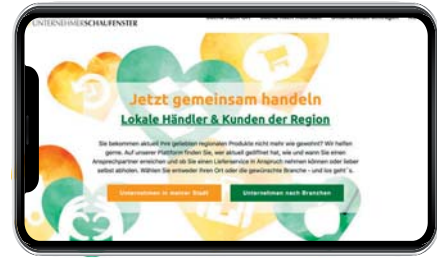 UNTERNEHMERSCHAUFENSTER
Jetzt gemeinsam handeln
Lokale Händler & Kunden der Region
Sie bekommen aktuell Ihre geliebten regionalen Produkte nicht mehr wie gewohnt? Wir helfen
gerne. Auf unserer Plattform finden Sie, wer aktuell geöffnet hat, wie und wann Sie einen
Ansprechpartner erreichen und ob Sie einen Lieferservice in Anspruch nehmen können oder lieber
selbst abholen. Wählen Sie entweder Ihren Ort oder die gewünschte Branche - und los geht´s.
Unternehmen in meiner Stadt
Unternehmen nach Branchen